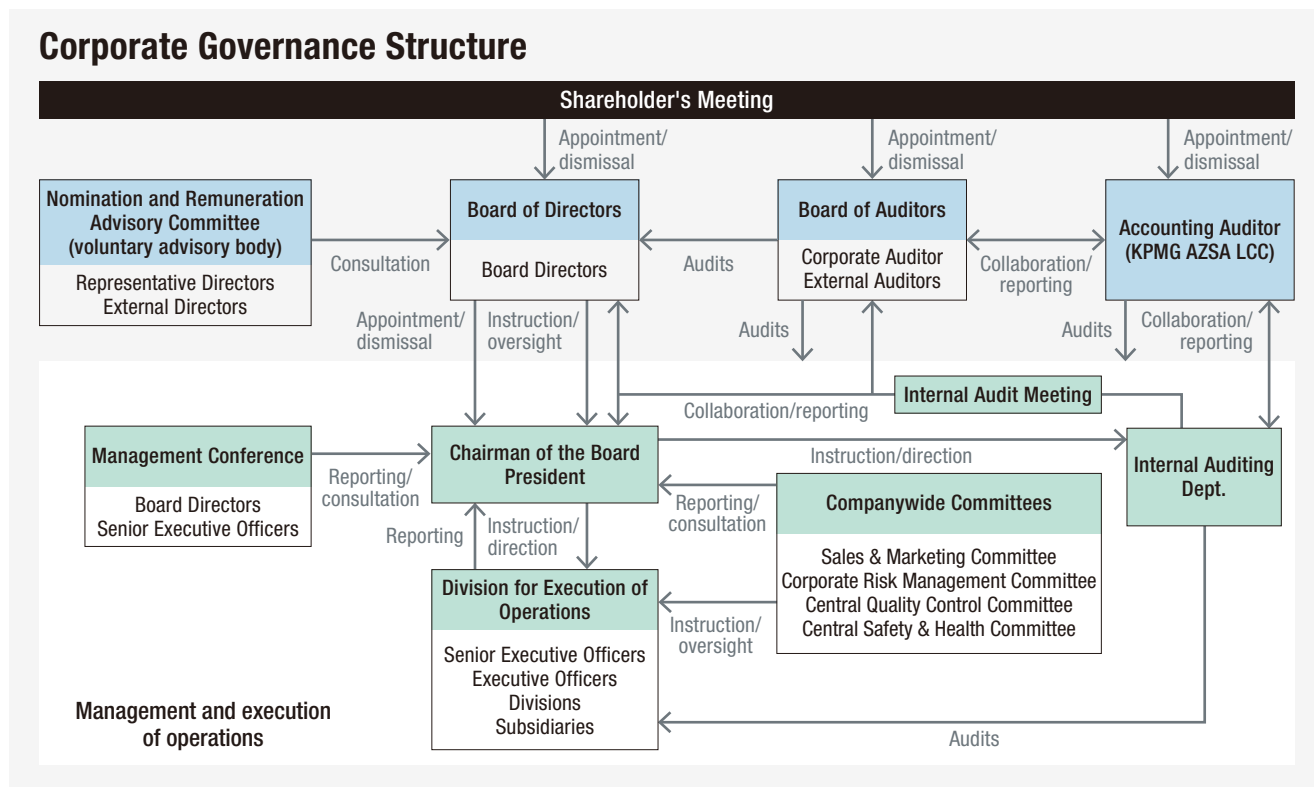 Corporate Governance Structure
Shareholder's Meeting
Appointment/
dismissal
Appointment/
dismissal
Appointment/
dismissal
Nomination and Remuneration
Advisory Committee
(voluntary advisory body)
Representative Directors
External Directors
Consultation
Board of Directors
Board Directors
Audits
Board of Auditors
Corporate Auditor
External Auditors
Collaboration/
reporting
Accounting Auditor
(KPMG AZSA LCC)
Appointment/
dismissal
Instruction/
oversight
Audits
Audits
Collaboration/
reporting
Internal Audit Meeting
Collaboration/reporting
Management Conference
Board Directors
Senior Executive Officers
Reporting/
consultation
Chairman of the Board
President
Instruction/direction
Internal Auditing
Dept.
Reporting/
consultation
Companywide Committees
Sales & Marketing Committee
Corporate Risk Management Committee
Central Quality Control Committee
Central Safety & Health Committee
Reporting
Instruction/
direction
Division for Execution of
Operations
Senior Executive Officers
Executive Officers
Divisions
Subsidiaries
Instruction/
oversight
Management and execution
of operations
Audits